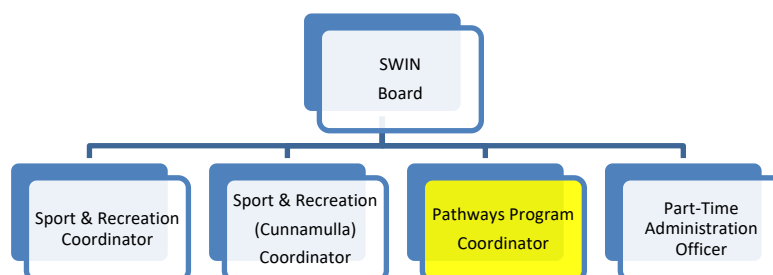 SWIN
Board
Sport & Recreation
Coordinator
Sport & Recreation
(Cunnamulla)
Coordinator
Pathways Program
Coordinator
Part-Time
Administration
Officer